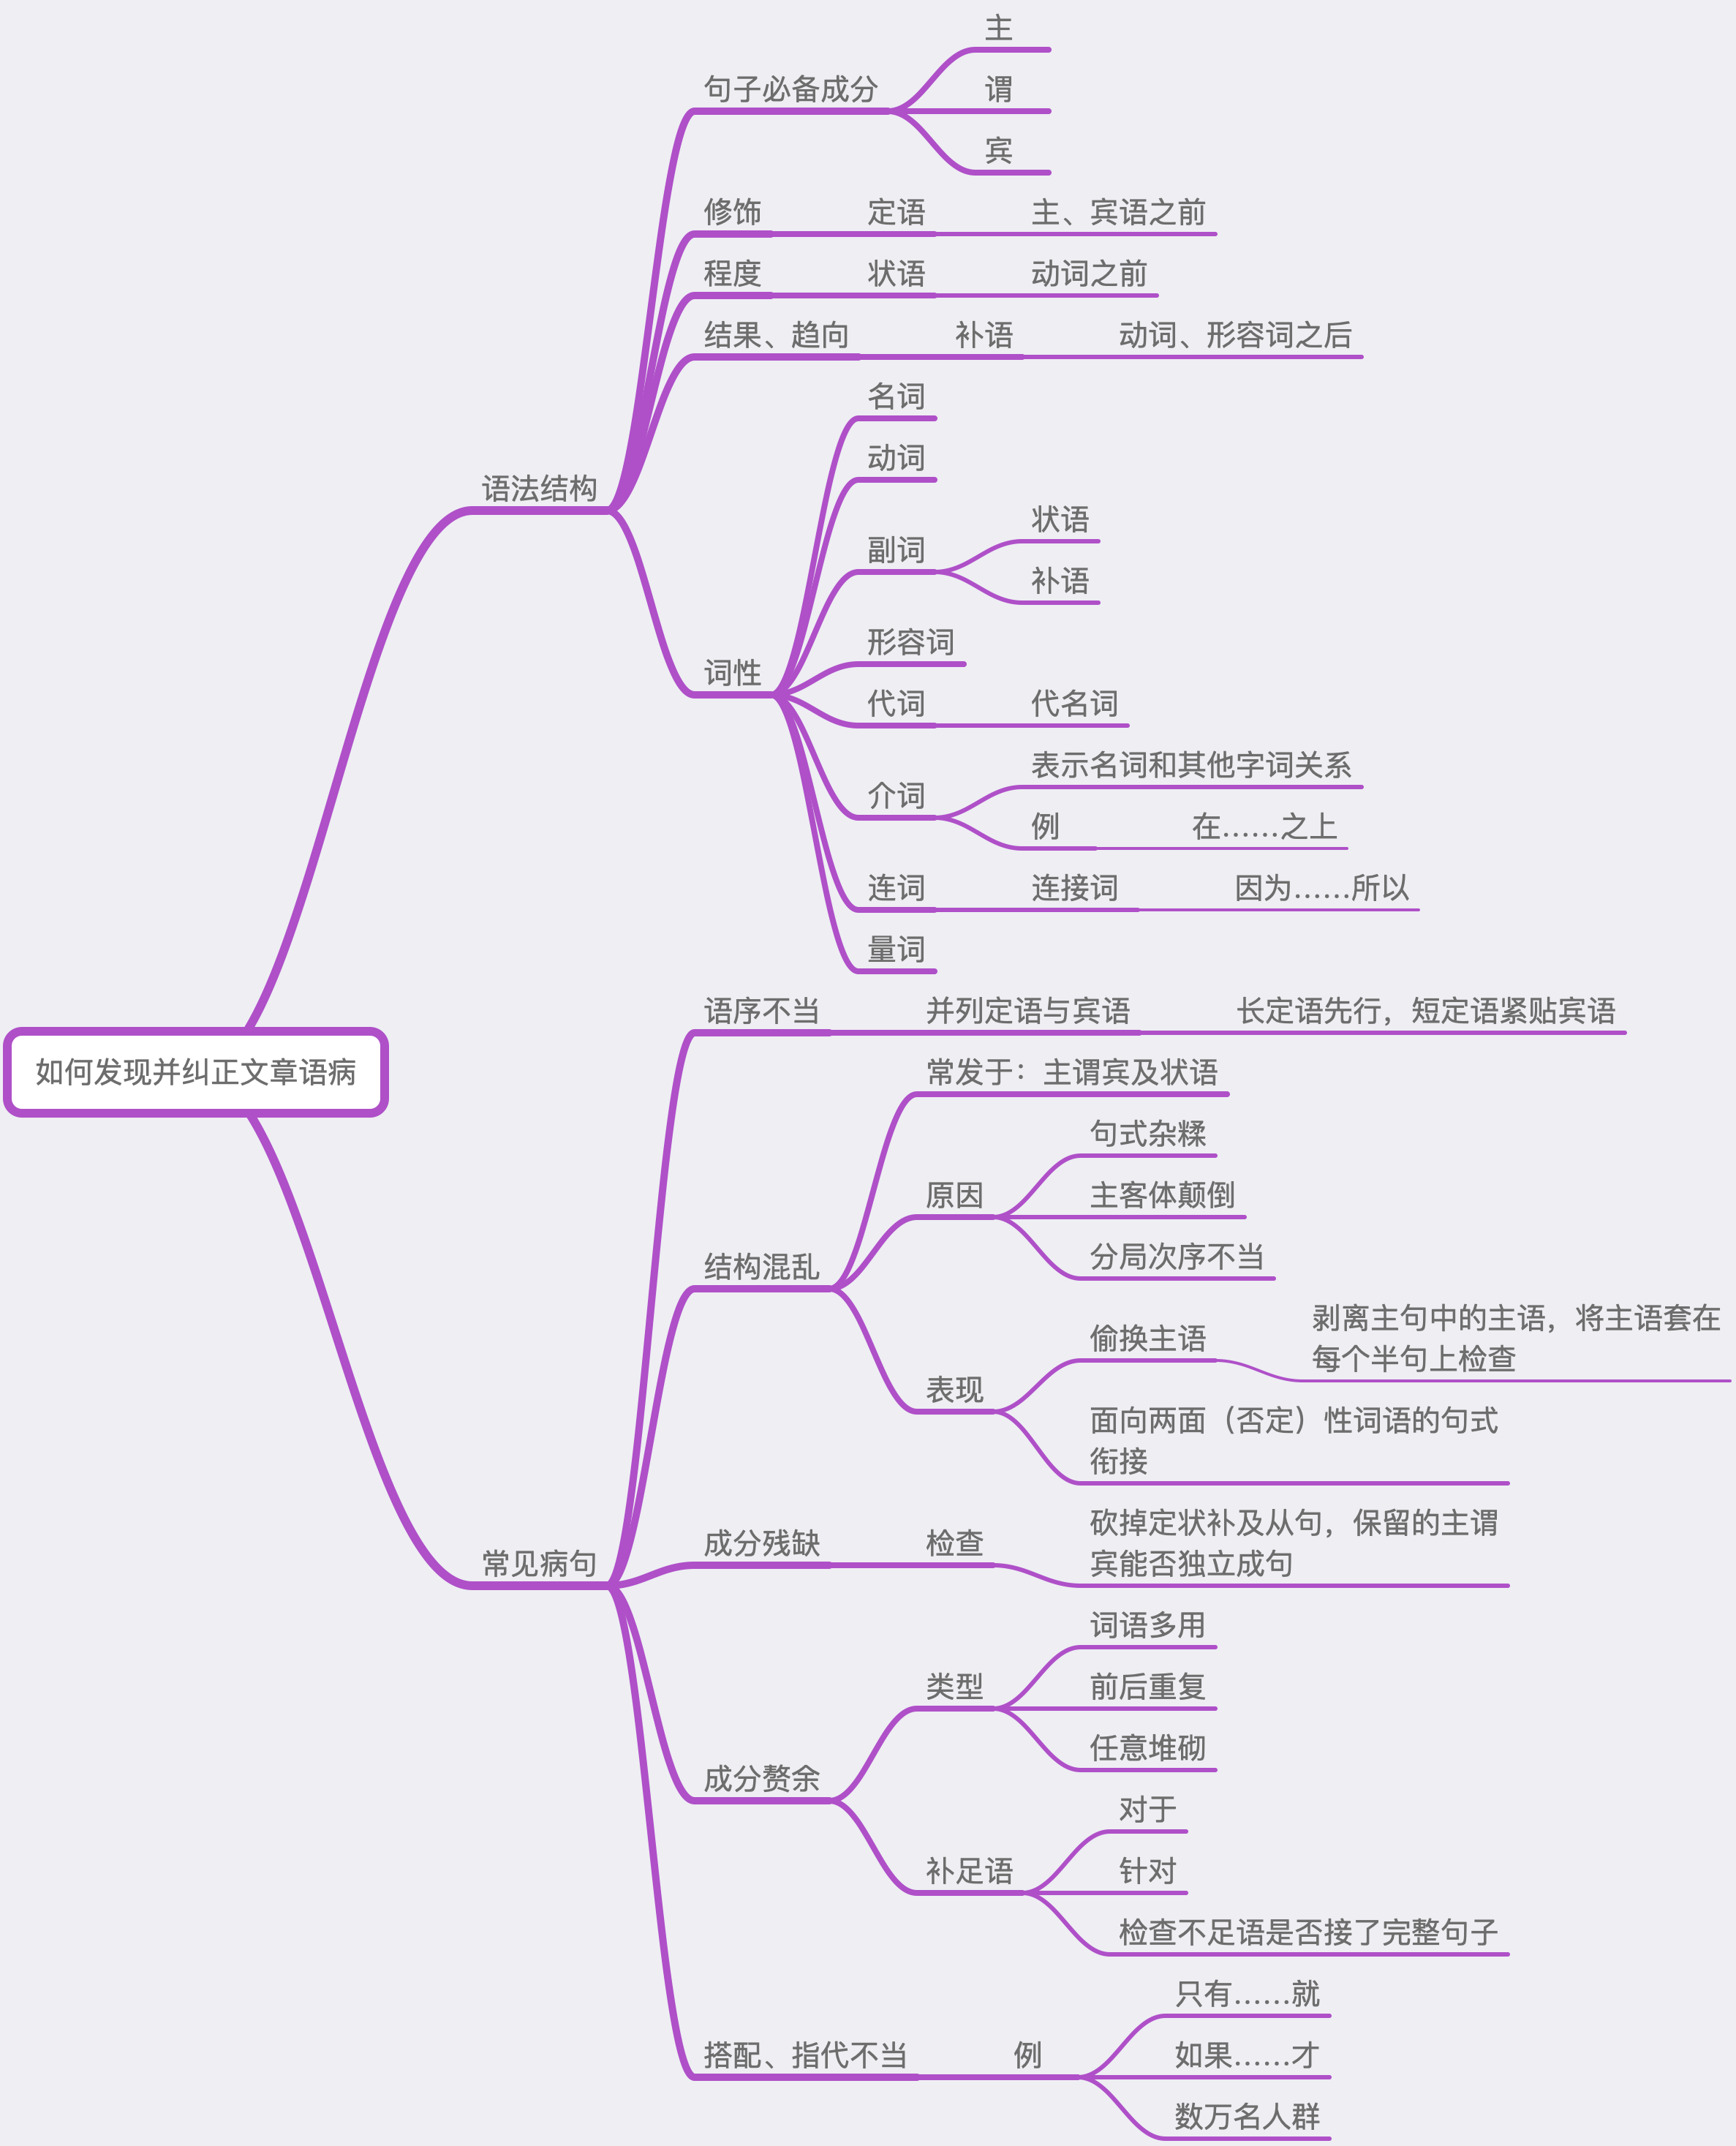 如何发现并纠正文章语病
语法结构
句子必备成分
主
谓
宾
修饰
定语
主、宾语之前
程度
状语
动词之前
结果、趋向
补语
动词、形容词之后
词性
名词
动词
副词
状语
补语
形容词
代词
代名词
介词
表示名词和其他字词关系
例
在……之上
连词
连接词
因为……所以
量词
常见病句
语序不当
并列定语与宾语
长定语先行，短定语紧贴宾语
结构混乱
常发于：主谓宾及状语
原因
句式杂糅
主客体颠倒
分局次序不当
表现
偷换主语
剥离主句中的主语，将主语套在
每个半句上检查
面向两面（否定）性词语的句式
衔接
成分残缺
检查
砍掉定状补及从句，保留的主谓
宾能否独立成句
成分赘余
类型
词语多用
前后重复
任意堆砌
补足语
对于
针对
检查不足语是否接了完整句子
搭配、指代不当
例
只有……就
如果……才
数万名人群